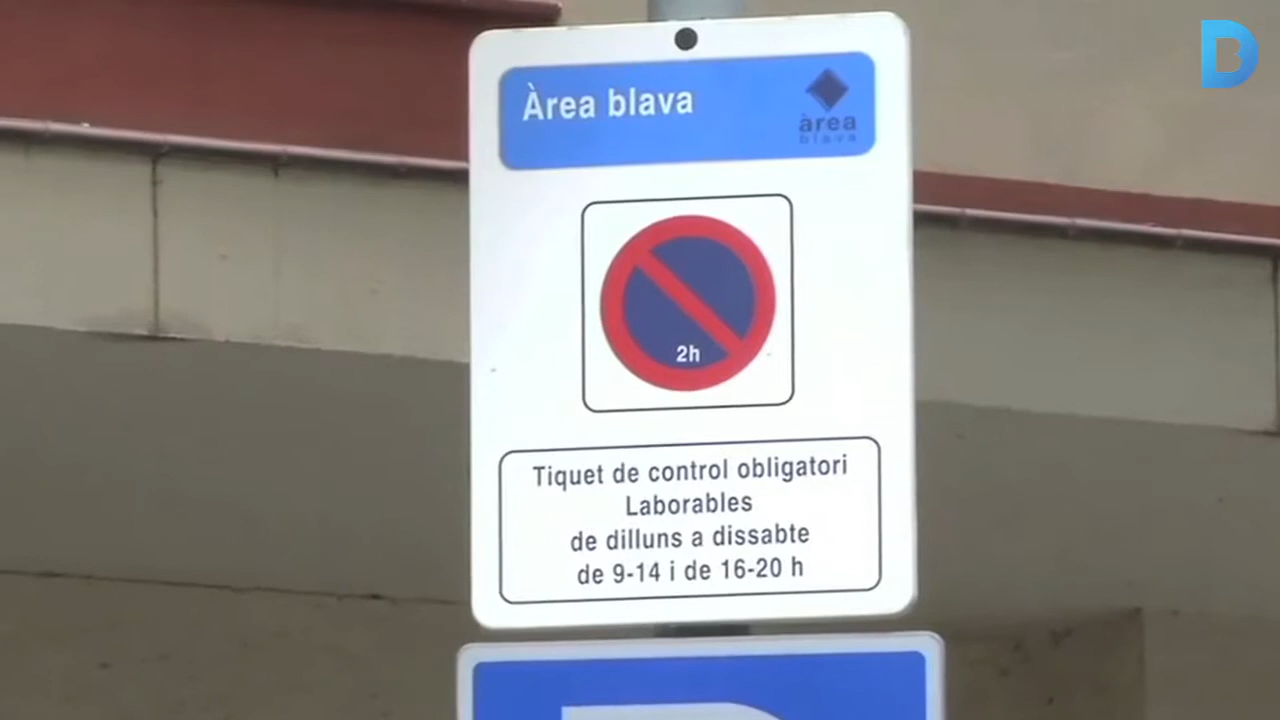 Àrea blava
àrea
blava
2h
Tiquet de control obligatori
Laborables
de dilluns a dissabte
de 9-14 i de 16-20 h